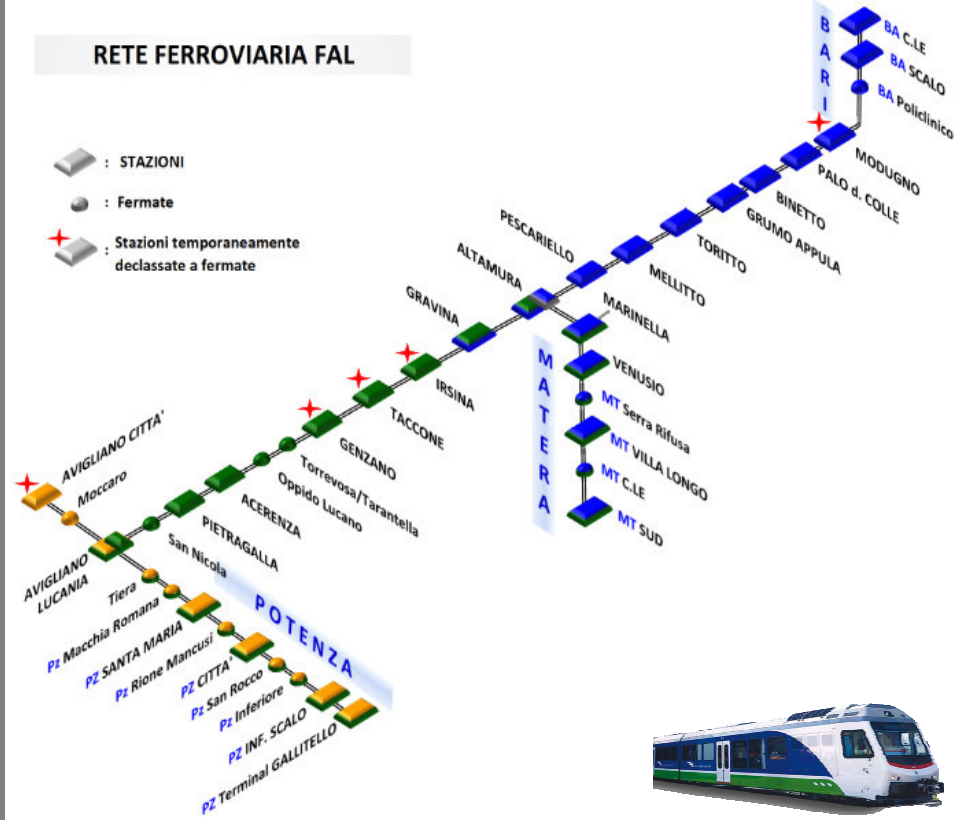 RETE FERROVIARIA FAL
: STAZIONI
: Fermate
: Stazioni temporaneamente
declassate a fermate
BARI
BA C.LE
BA SCALO
BA Policlinico
MODUGNO
PALO d. COLLE
BINETTO
GRUMO APPULA
TORITTO
MELLITTO
PESCARIELLO
ALTAMURA
MARINELLA
MATERA
VENUSIO
MT Serra Rifusa
MT VILLA LONGO
MT C.LE
MT SUD
GRAVINA
IRSINA
TACCONE
GENZANO
Torrevosa/Tarantella
Oppido Lucano
ACERENZA
PIETRAGALLA
San Nicola
AVIGLIANO CITTA'
Moccaro
AVIGLIANO
LUCANIA
POTENZA
Tiera
Pz Macchia Romana
PZ SANTA MARIA
Pz Rione Mancusi
PZ CITTA'
Pz San Rocco
Pz Inferiore
PZ INF. SCALO
PZ Terminal GALLITELLO